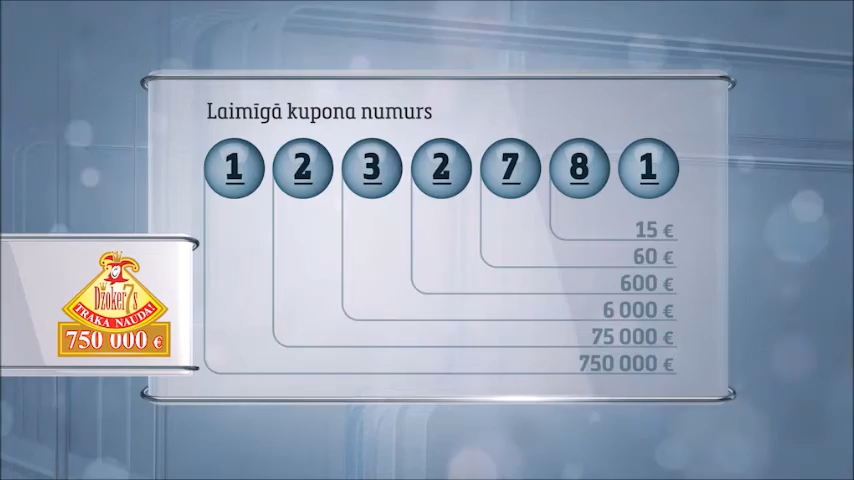 Laimīgā kupona numurs
1 2 3 2 7 8 1
15 €
60 €
600 €
6 000 €
75 000 €
750 000 €
Džoker7s
TRAKA NAUDA!
750 000 €